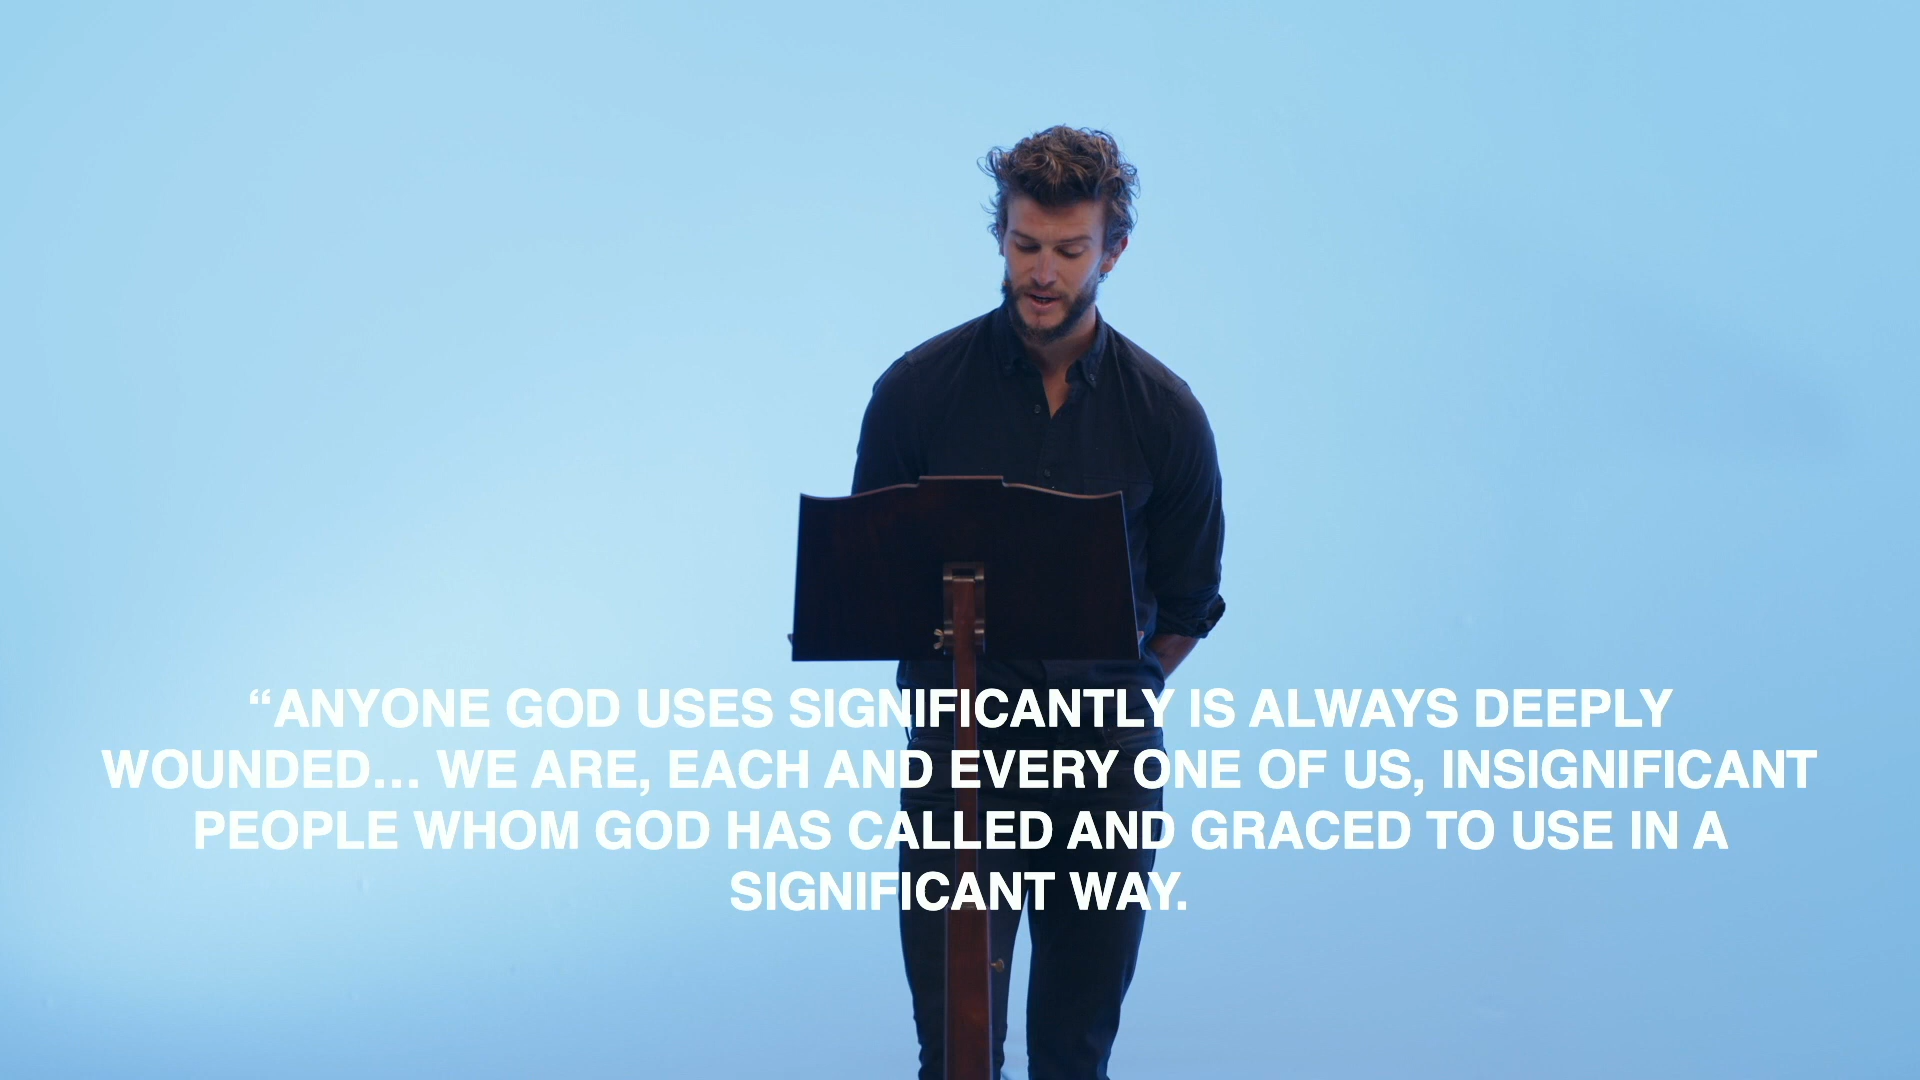 “ANYONE GOD USES SIGNIFICANTLY IS ALWAYS DEEPLY
WOUNDED… WE ARE, EACH AND EVERY ONE OF US, INSIGNIFICANT
PEOPLE WHOM GOD HAS CALLED AND GRACED TO USE IN A
SIGNIFICANT WAY.